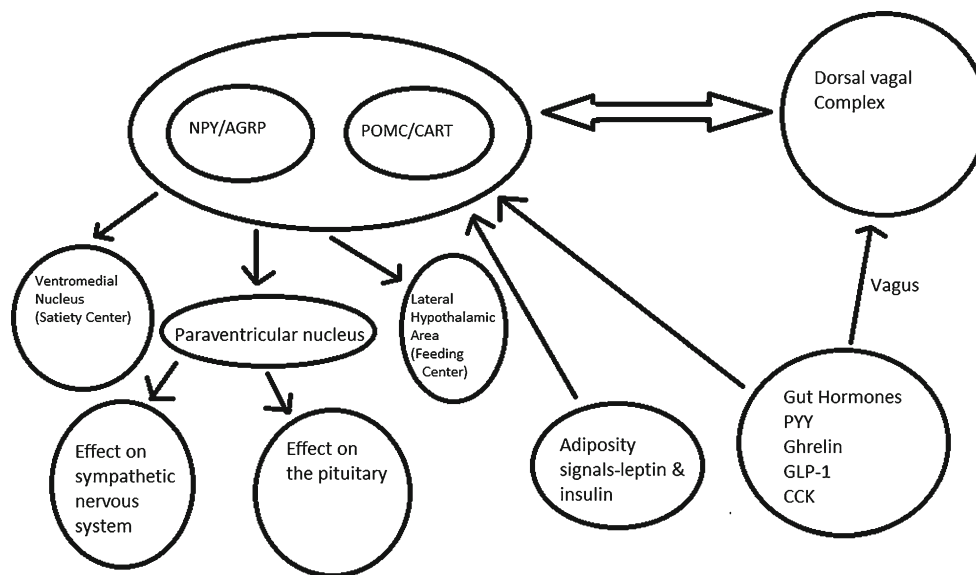 NPY/AGRP
POMC/CART
Dorsal vagal
Complex
Ventromedial
Nucleus
(Satiety Center)
Paraventricular nucleus
Lateral
Hypothalamic
Area
(Feeding
Center)
Vagus
Effect on
sympathetic
nervous
system
Effect on
the pituitary
Adiposity
signals-leptin &
insulin
Gut Hormones
PYY
Ghrelin
GLP-1
CCK